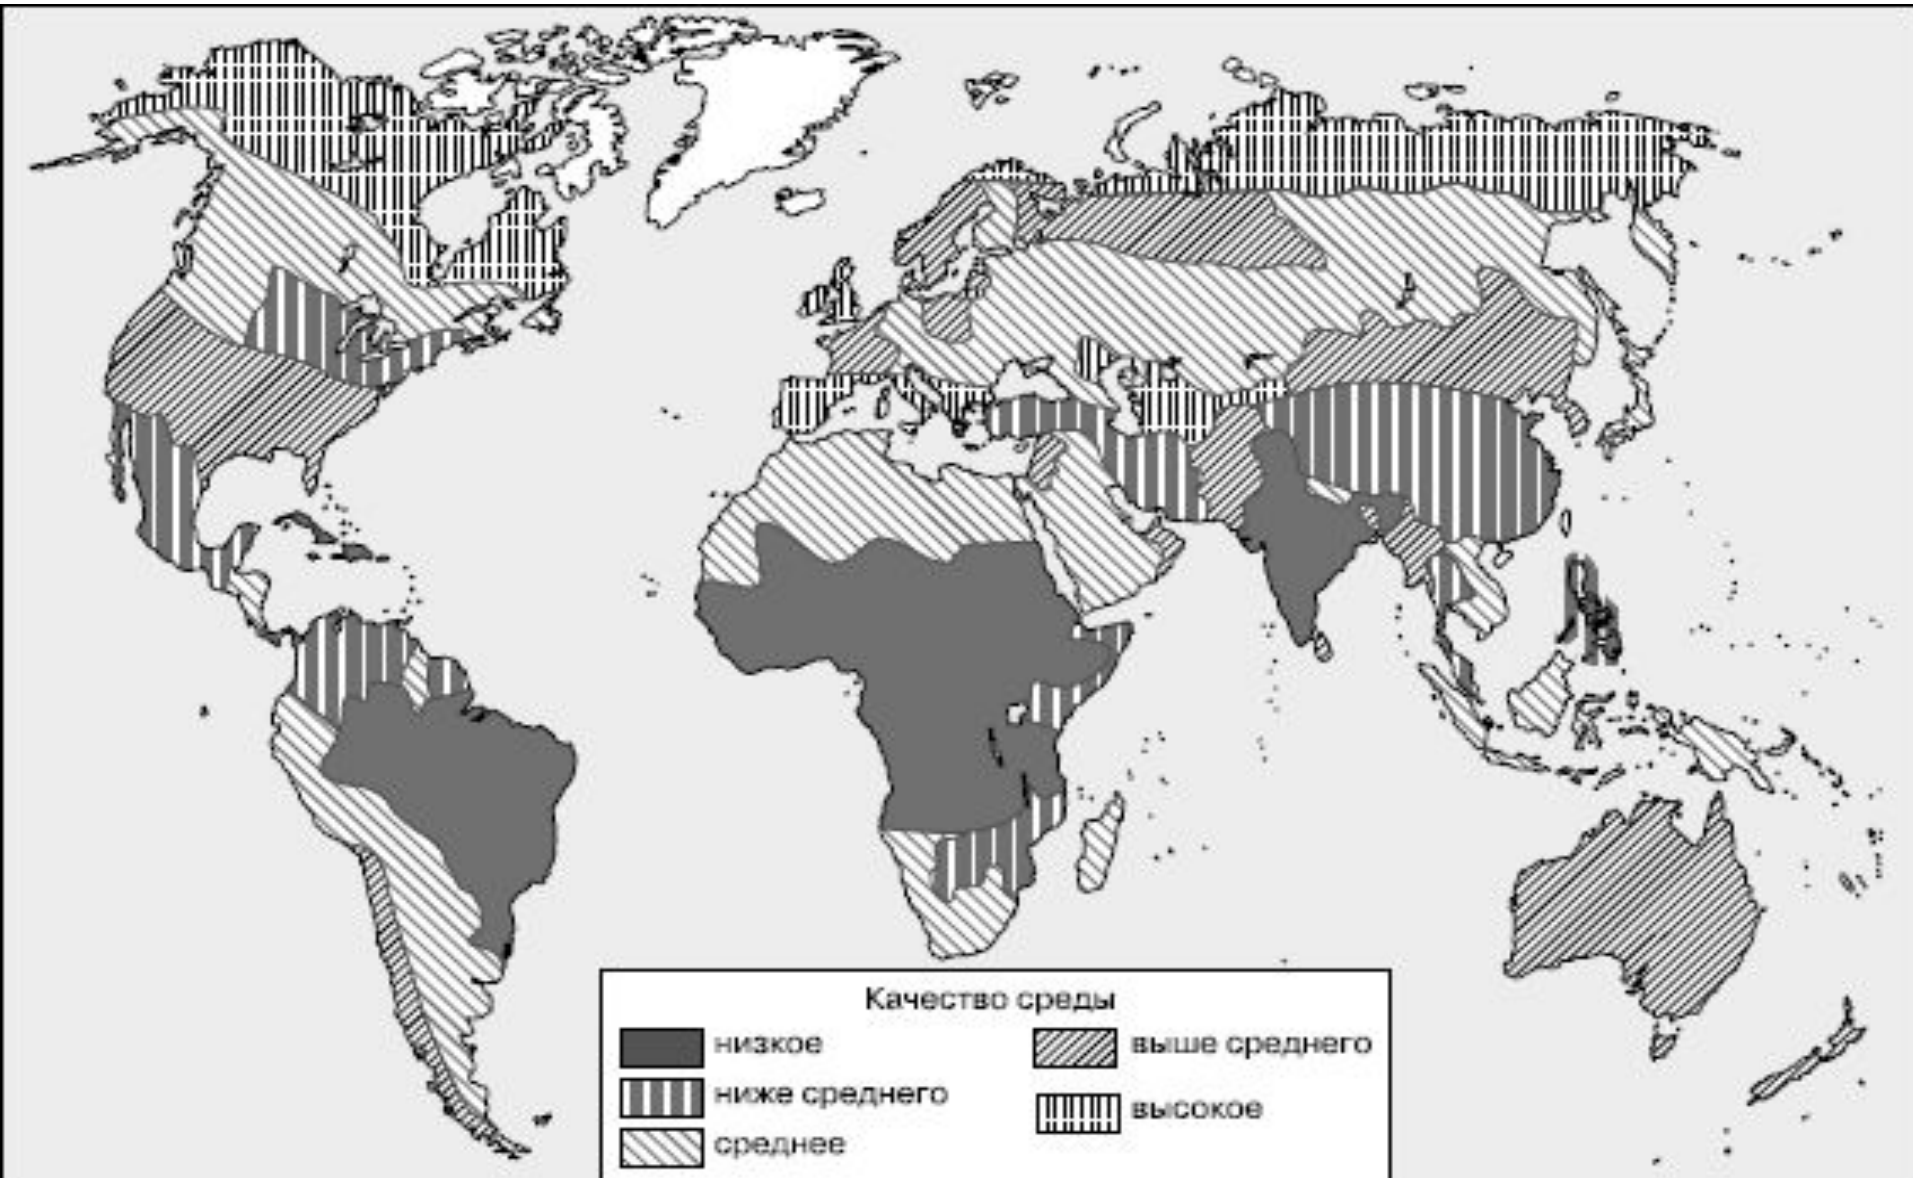 Качество среды
низкое
ниже среднего
среднее
выше среднего
высокое